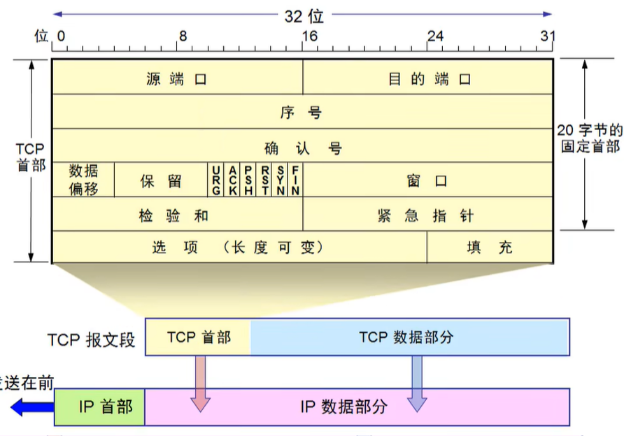 32 位
位 0 8 16 24 31
源 端 口 目 的 端 口
序 号
确 认 号
TCP
首部
20 字节的
固定首部
数据
偏移
保 留
URG
ACK
PSH
RST
SYN
FIN
窗 口
检 验 和 紧 急 指 针
选 项 （长 度 可 变） 填 充
TCP 报文段 TCP 首部 TCP 数据部分
发送在前
IP 首部 IP 数据部分